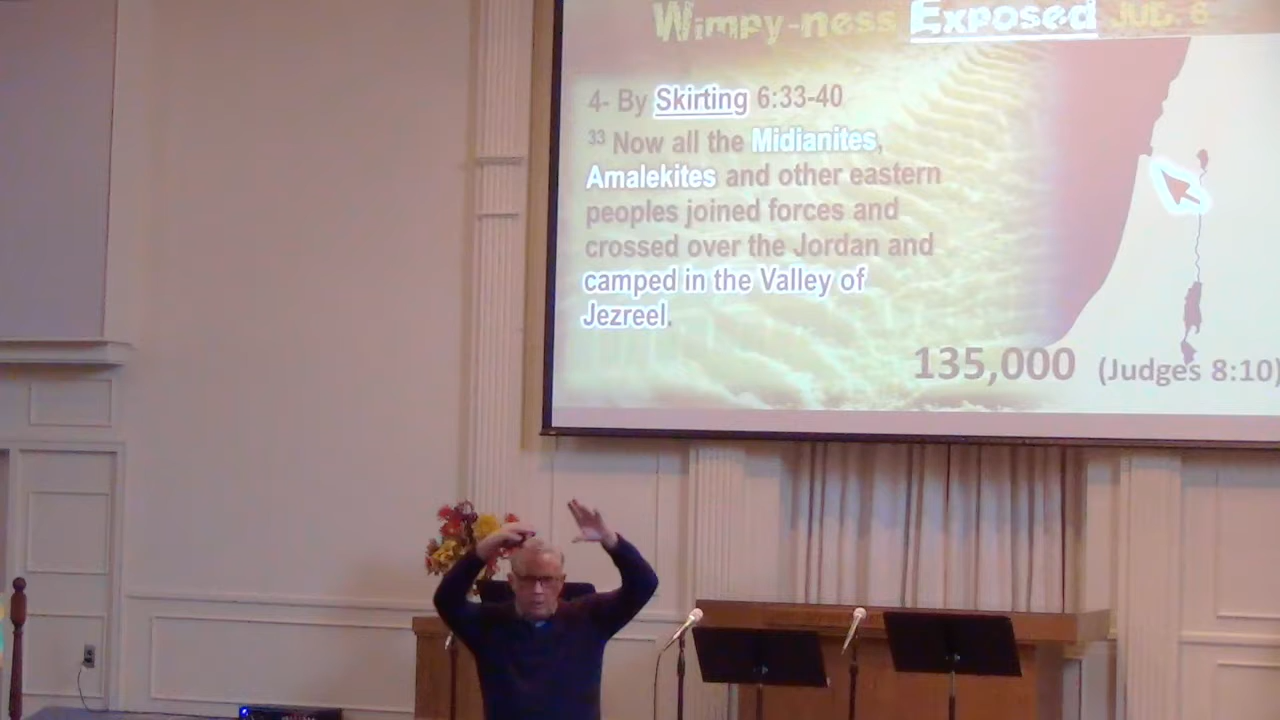 Wimpy-ness Exposed JUD. 6
4- By Skirting 6:33-40
33 Now all the Midianites,
Amalekites and other eastern
peoples joined forces and
crossed over the Jordan and
camped in the Valley of
Jezreel.
135,000 (Judges 8:10)